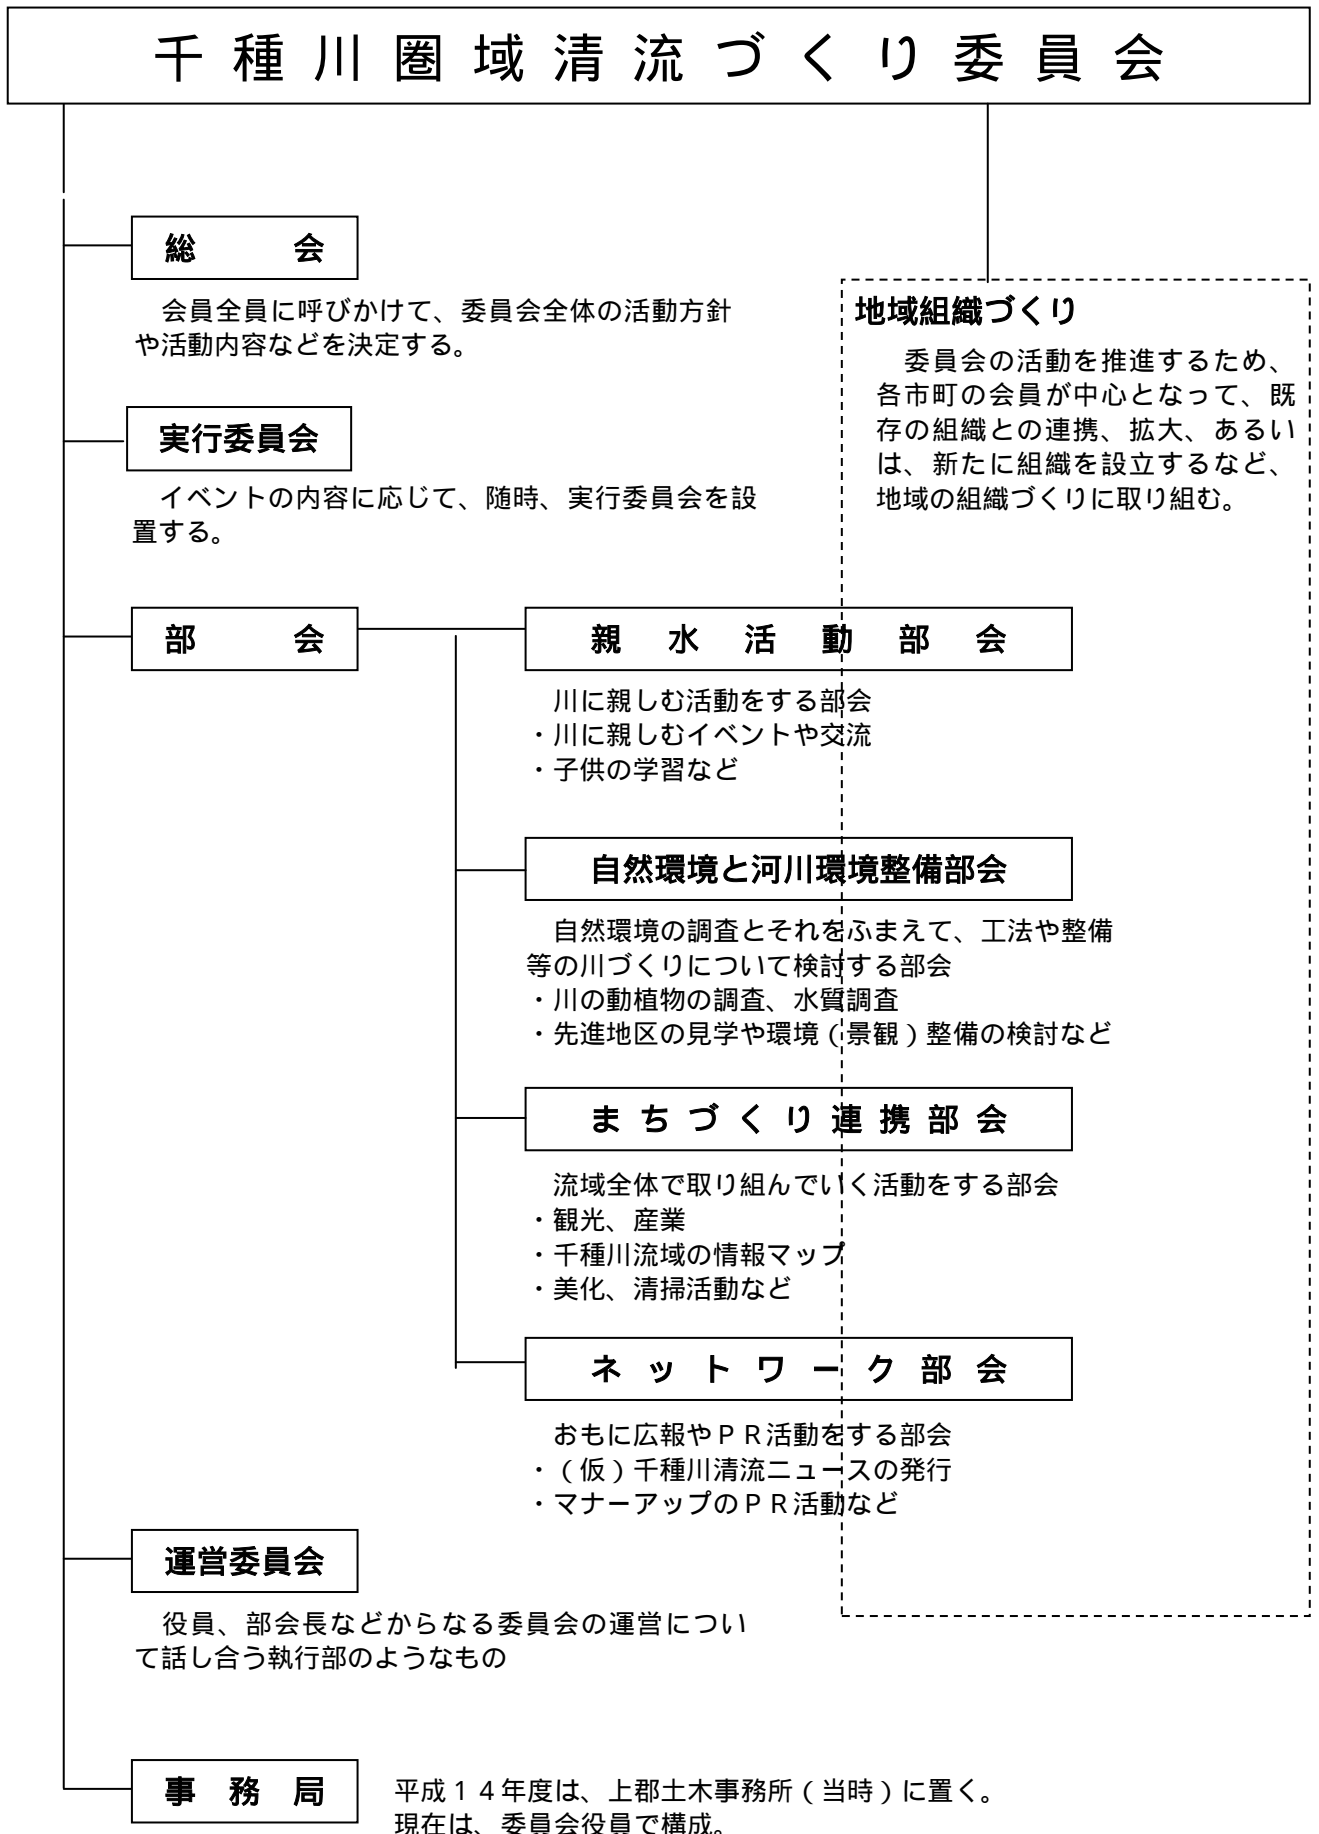 千種川圏域清流づくり委員会
総　　会
　会員全員に呼びかけて、委員会全体の活動方針
や活動内容などを決定する。
実行委員会
　イベントの内容に応じて、随時、実行委員会を設
置する。
地域組織づくり
　委員会の活動を推進するため、
各市町の会員が中心となって、既
存の組織との連携、拡大、あるい
は、新たに組織を設立するなど、
地域の組織づくりに取り組む。
部　　会
親水活動部会
　川に親しむ活動をする部会
・川に親しむイベントや交流
・子供の学習など
自然環境と河川環境整備部会
　自然環境の調査とそれをふまえて、工法や整備
等の川づくりについて検討する部会
・川の動植物の調査、水質調査
・先進地区の見学や環境（景観）整備の検討など
まちづくり連携部会
　流域全体で取り組んでいく活動をする部会
・観光、産業
・千種川流域の情報マップ
・美化、清掃活動など
ネットワーク部会
　おもに広報やＰＲ活動をする部会
・（仮）千種川清流ニュースの発行
・マナーアップのＰＲ活動など
運営委員会
　役員、部会長などからなる委員会の運営につい
て話し合う執行部のようなもの
事　務　局
平成１４年度は、上郡土木事務所（当時）に置く。
現在は、委員会役員で構成。